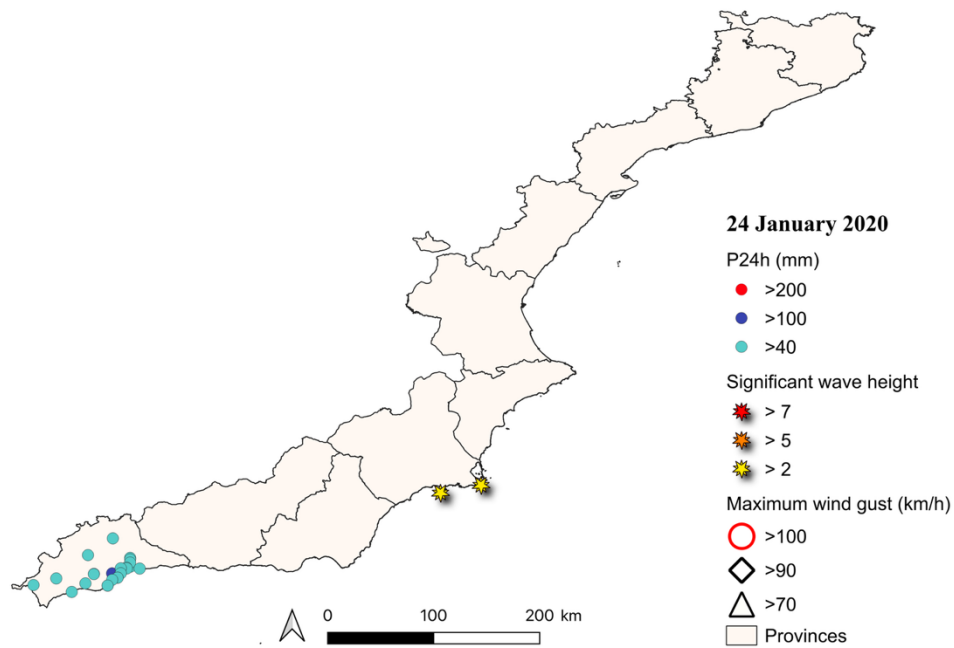 24 January 2020
P24h (mm)
>200
>100
>40
Significant wave height
> 7
> 5
> 2
Maximum wind gust (km/h)
>100
>90
>70
Provinces
0 100 200 km